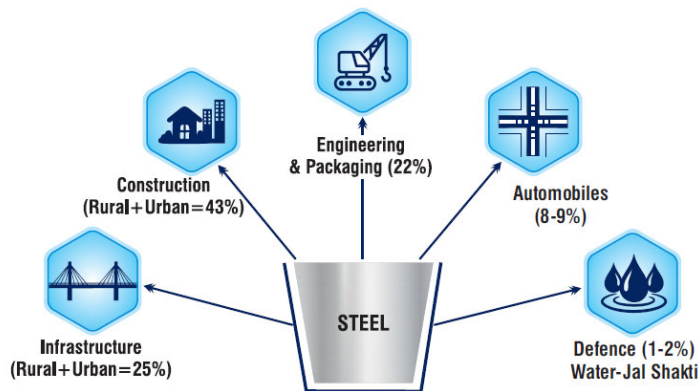 Engineering
& Packaging (22%)
Construction
(Rural+Urban=43%)
Automobiles
(8-9%)
STEEL
Infrastructure
(Rural+Urban=25%)
Defence (1-2%)
Water-Jal Shakti